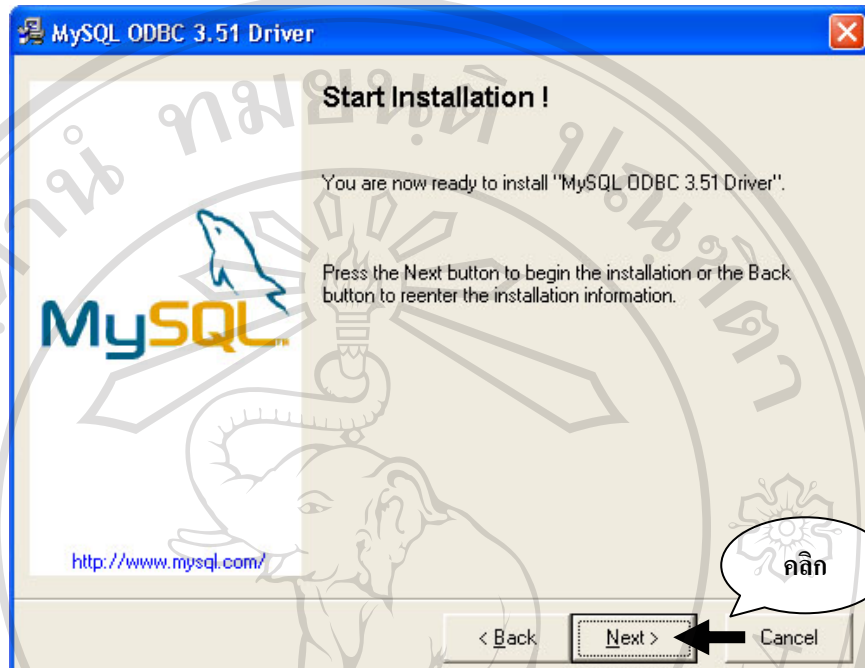 MySQL ODBC 3.51 Driver
Start Installation !
You are now ready to install "MySQL ODBC 3.51 Driver".
Press the Next button to begin the installation or the Back
button to reenter the installation information.
MySQL
TM
http://www.mysql.com/
คลิก
< Back
Next >
Cancel